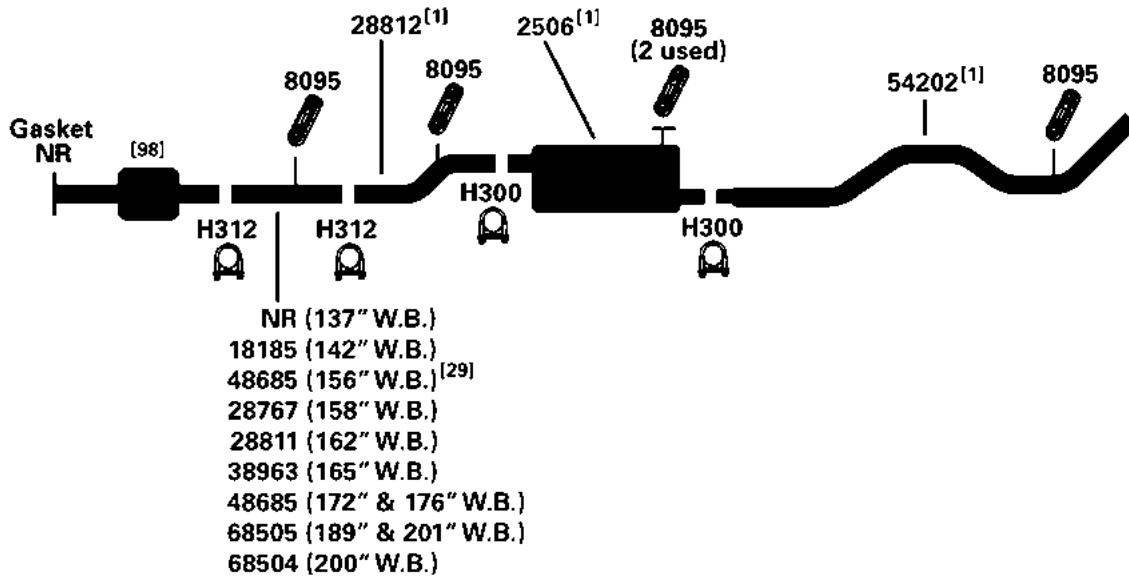 28812[1]
2506[1]
8095
(2 used)
8095
8095
54202[1]
8095
Gasket
NR
[98]
H312
H312
H300
H300
NR (137" W.B.)
18185 (142" W.B.)
48685 (156" W.B.)[29]
28767 (158" W.B.)
28811 (162" W.B.)
38963 (165" W.B.)
48685 (172" & 176" W.B.)
68505 (189" & 201" W.B.)
68504 (200" W.B.)